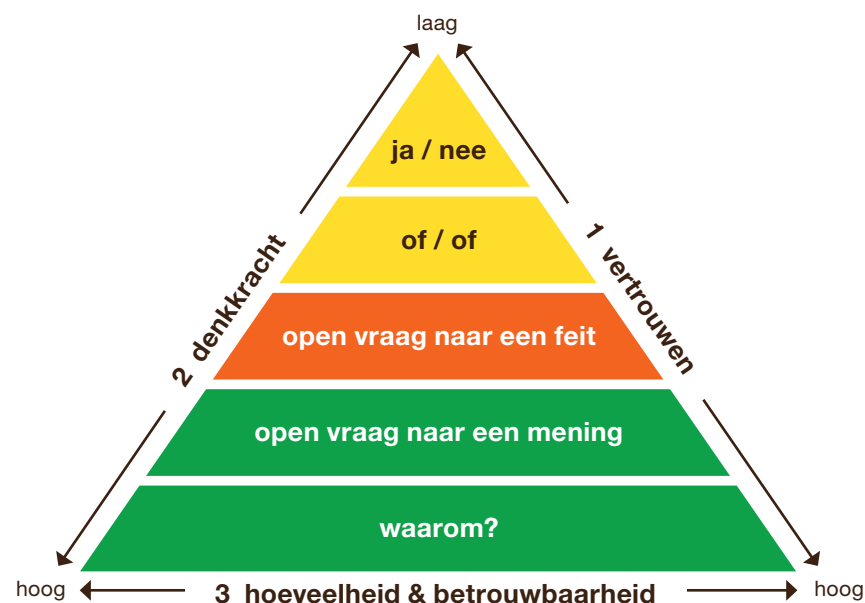 laag
ja / nee
of / of
2 denkkracht
1 vertrouwen
open vraag naar een feit
open vraag naar een mening
waarom?
hoog
3 hoeveelheid & betrouwbaarheid
hoog